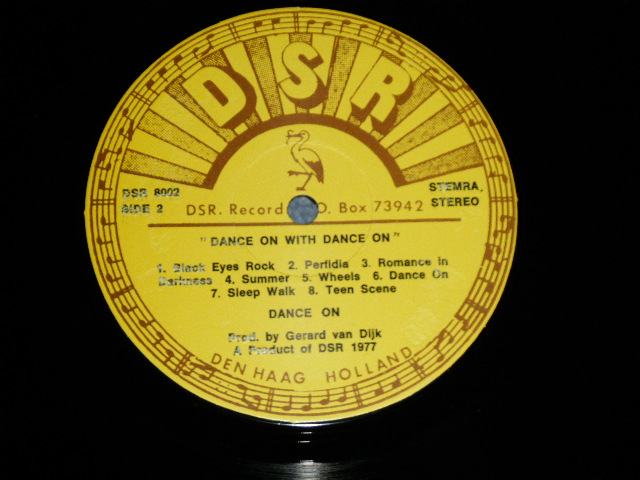 DSR
DSR 8002
SIDE 2
STEMRA.
STEREO
DSR. Record P.O. Box 73942
"DANCE ON WITH DANCE ON"
1. Black Eyes Rock 2. Perfidia 3. Romance in
Darkness 4. Summer 5. Wheels 6. Dance On
7. Sleep Walk 8. Teen Scene
DANCE ON
Prod. by Gerard van Dijk
A Product of DSR 1977
DEN HAAG HOLLAND